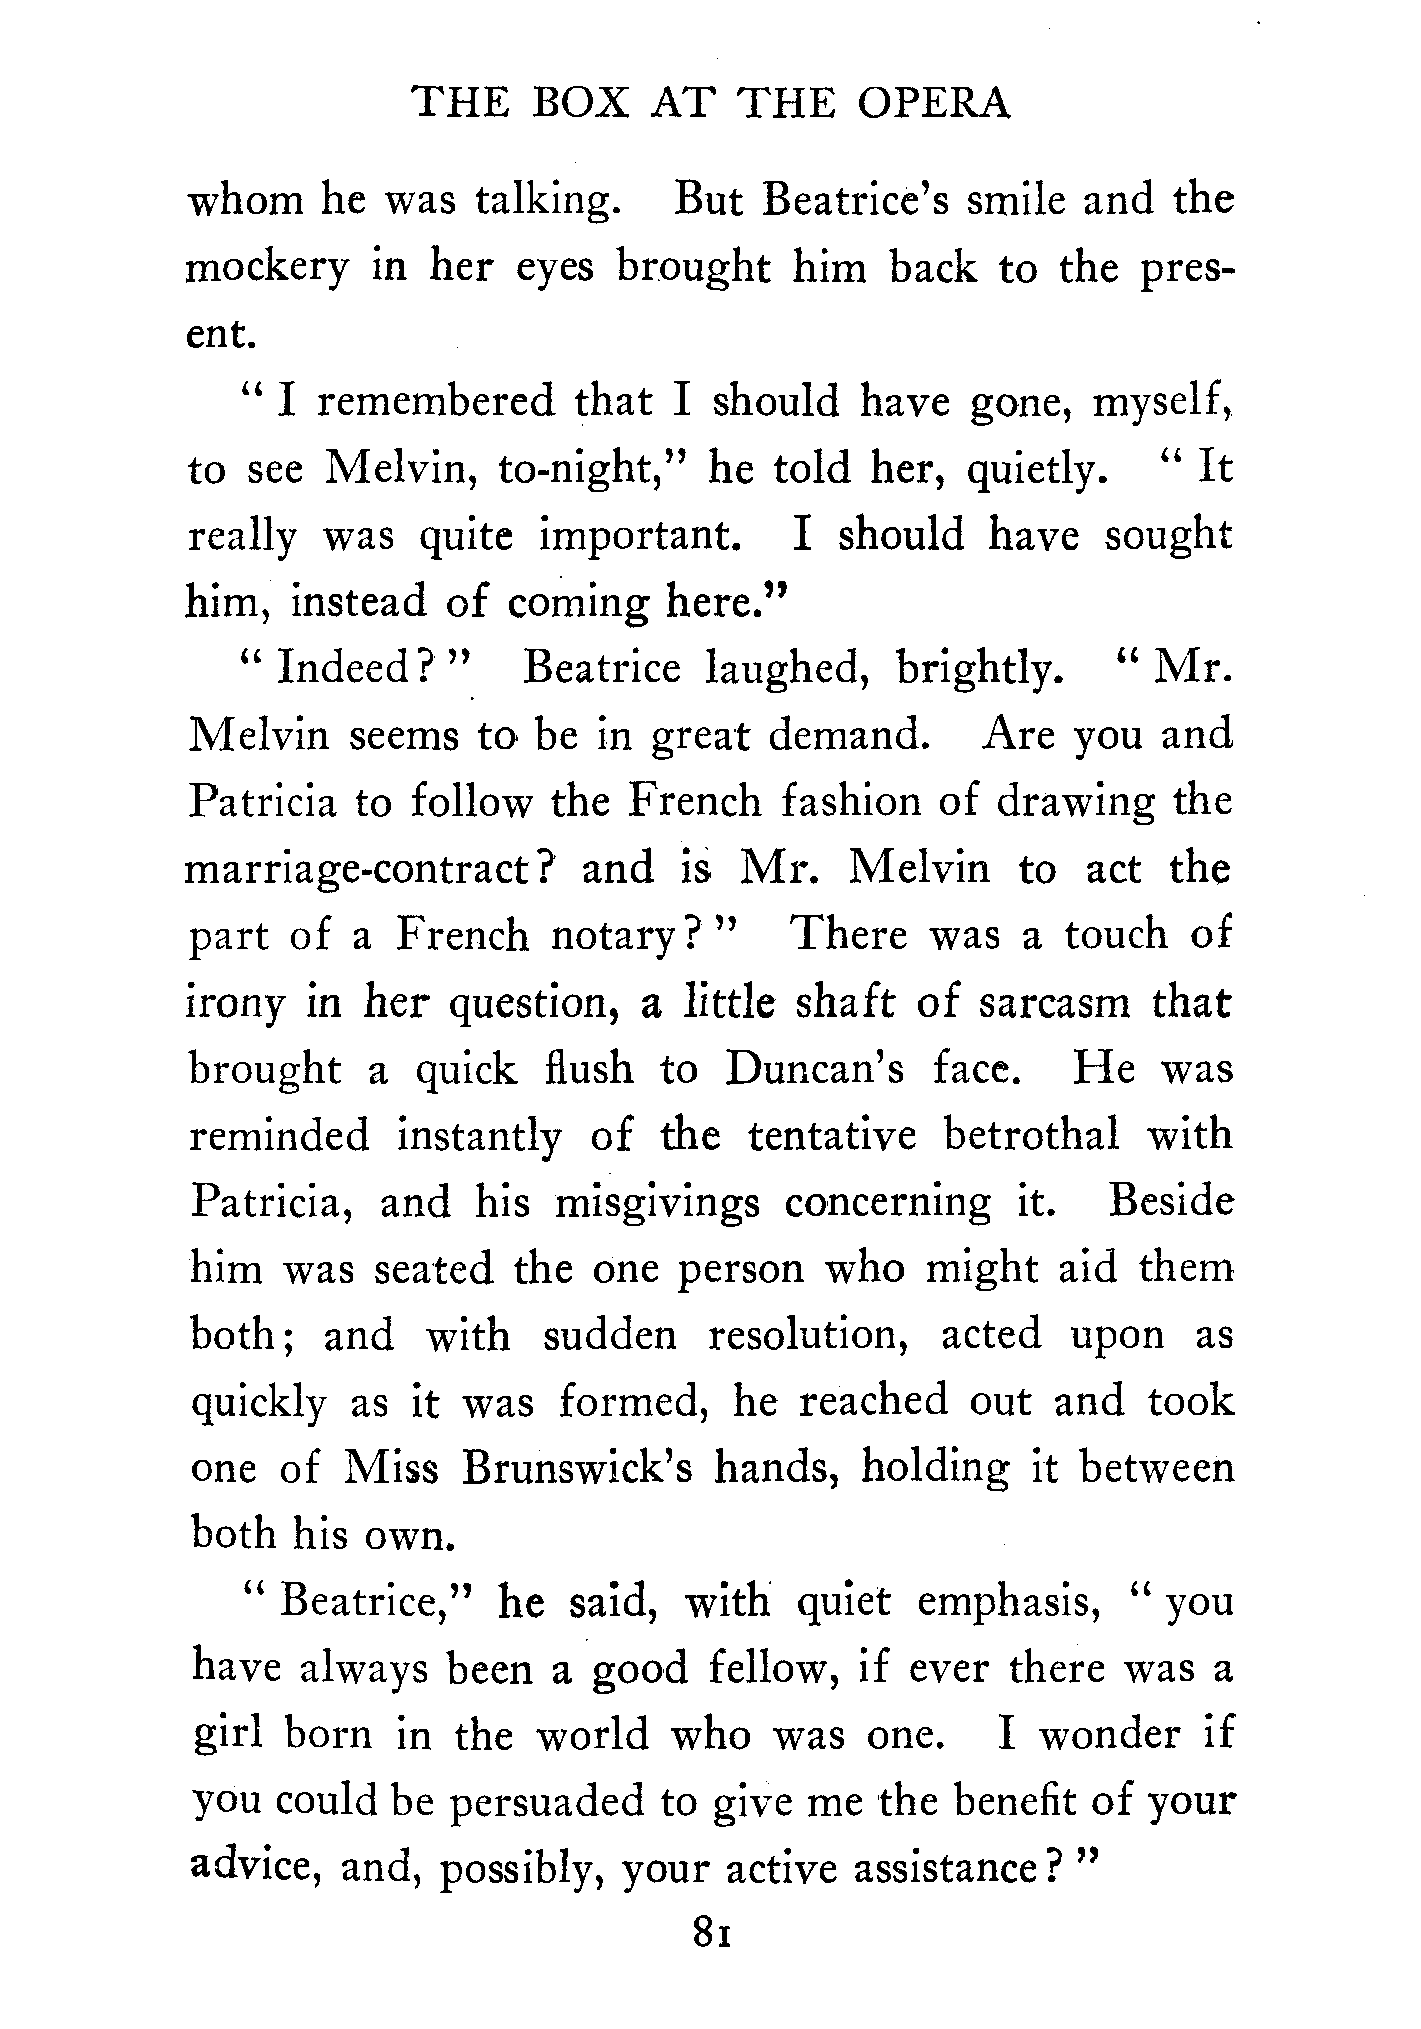 THE BOX AT THE OPERA
whom he was talking. But Beatrice's smile and the
mockery in her eyes brought him back to the pres-
ent.
" I remembered that I should have gone, myself,
to see Melvin, to-night," he told her, quietly. " It
really was quite important. I should have sought
him, instead of coming here."
" Indeed? " Beatrice laughed, brightly. " Mr.
Melvin seems to be in great demand. Are you and
Patricia to follow the French fashion of drawing the
marriage-contract? and is Mr. Melvin to act the
part of a French notary? " There was a touch of
irony in her question, a little shaft of sarcasm that
brought a quick flush to Duncan's face. He was
reminded instantly of the tentative betrothal with
Patricia, and his misgivings concerning it. Beside
him was seated the one person who might aid them
both; and with sudden resolution, acted upon as
quickly as it was formed, he reached out and took
one of Miss Brunswick's hands, holding it between
both his own.
" Beatrice," he said, with quiet emphasis, " you
have always been a good fellow, if ever there was a
girl born in the world who was one. I wonder if
you could be persuaded to give me the benefit of your
advice, and, possibly, your active assistance? "
81